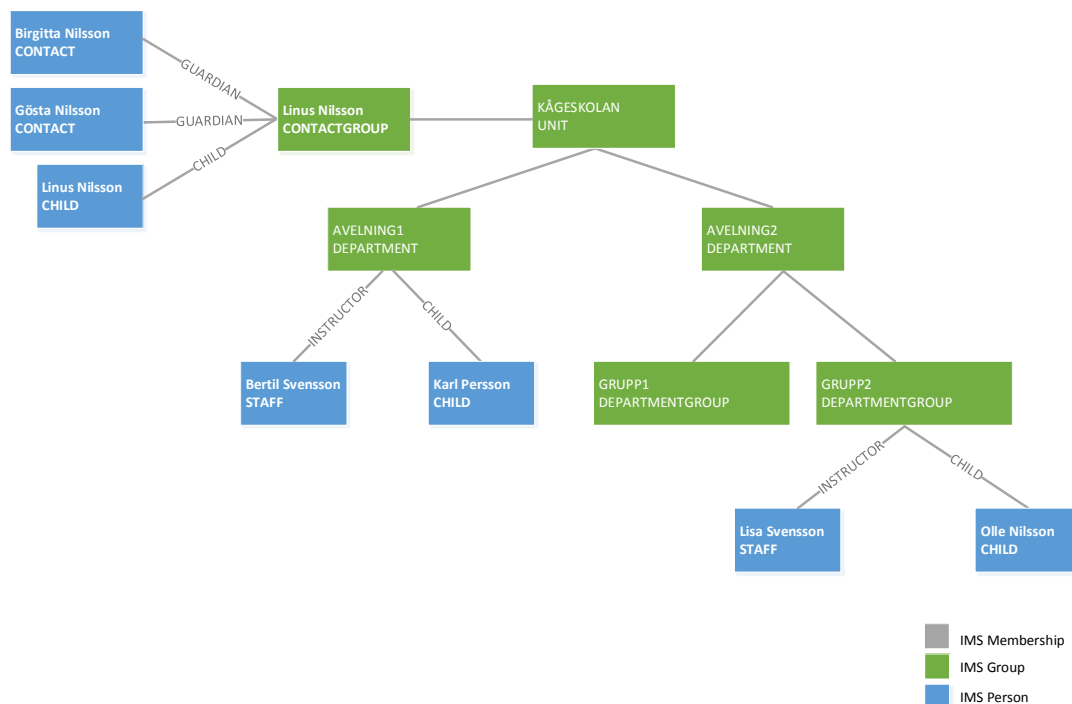 Birgitta Nilsson
CONTACT
GUARDIAN
Gösta Nilsson
CONTACT
GUARDIAN
Linus Nilsson
CHILD
CHILD
Linus Nilsson
CONTACTGROUP
KÅGESKOLAN
UNIT
AVELNING1
DEPARTMENT
AVELNING2
DEPARTMENT
INSTRUCTOR
CHILD
Bertil Svensson
STAFF
Karl Persson
CHILD
GRUPP1
DEPARTMENTGROUP
GRUPP2
DEPARTMENTGROUP
INSTRUCTOR
CHILD
Lisa Svensson
STAFF
Olle Nilsson
CHILD
IMS Membership
IMS Group
IMS Person